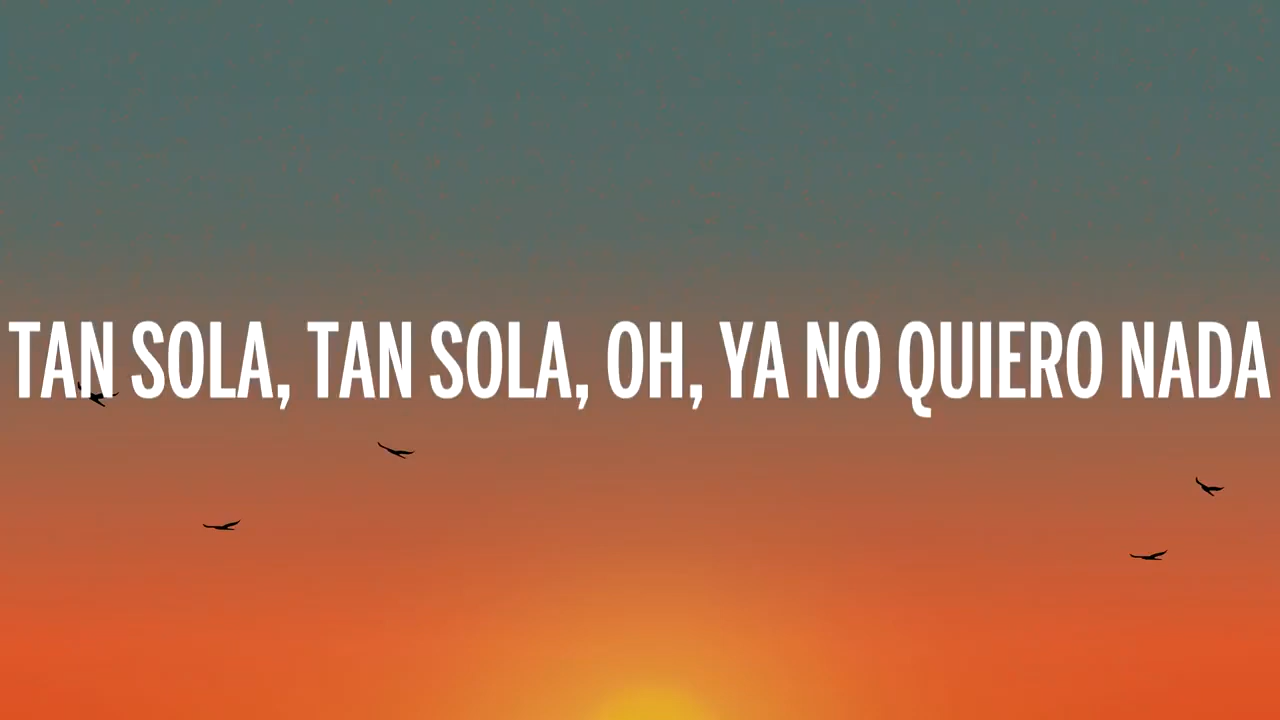 TAN SOLA, TAN SOLA, OH, YA NO QUIERO NADA